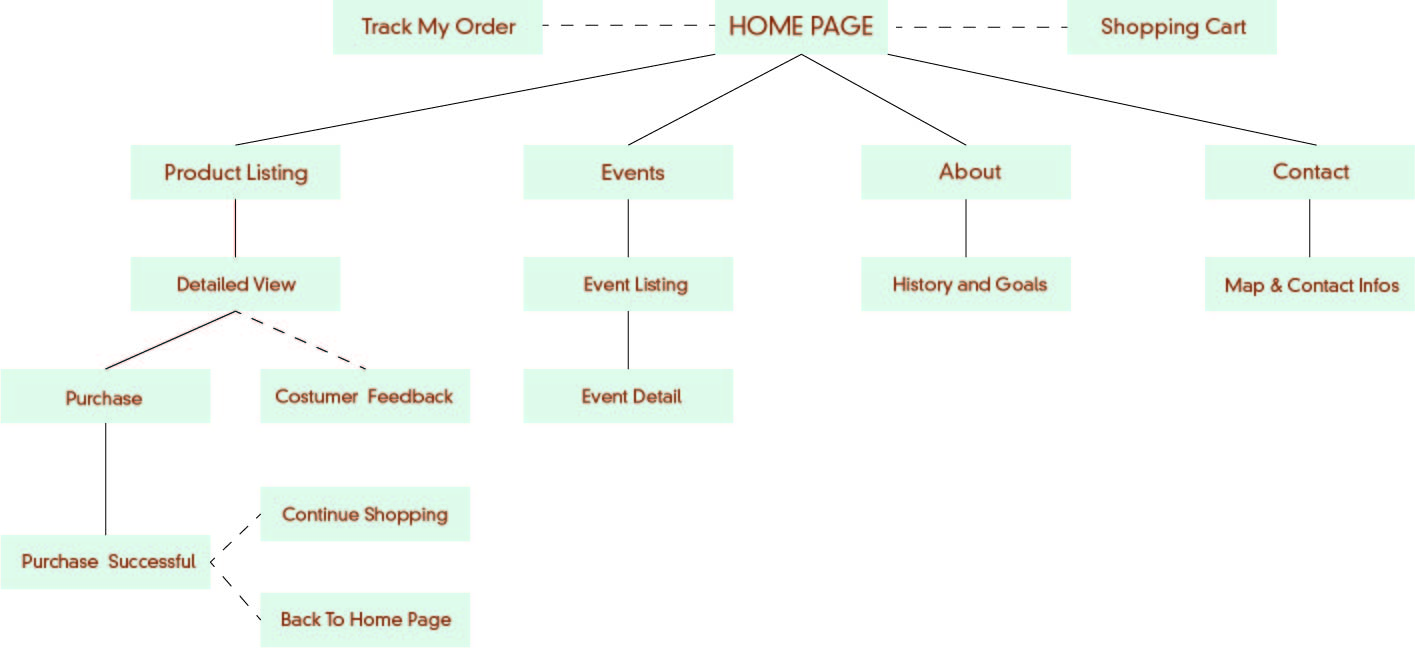 Track My Order
HOME PAGE
Shopping Cart
Product Listing
Events
About
Contact
Detailed View
Event Listing
History and Goals
Map & Contact Infos
Purchase
Costumer Feedback
Event Detail
Continue Shopping
Purchase Successful
Back To Home Page